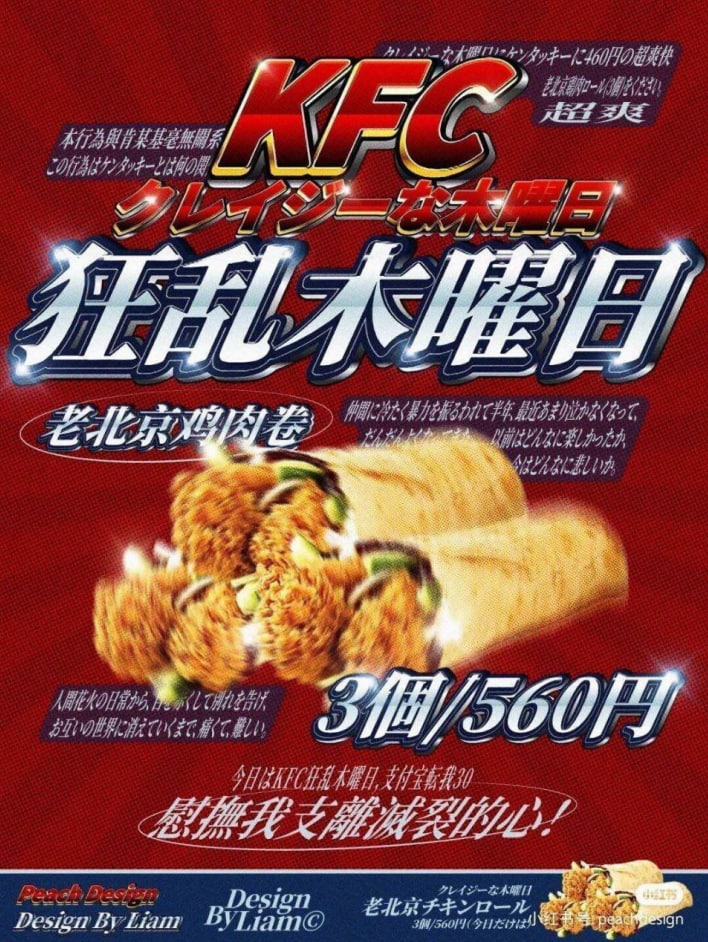 クレイジーな木曜日にケンタッキーに460円の超爽快
老北京鶏肉ロール(3個)をください。
超爽
KFC
本行為與肯某基毫無關系
この行為はケンタッキーとは何の関
クレイジーな木曜日
狂乱木曜日
老北京鸡肉卷
仲間に冷たく暴力を振るわれて半年、最近あまり泣かなくなって、
以前はどんなに楽しかったか、
今はどんなに悲しいか。
3個/560円
人間花火の日常から、
して別れを告げ、
お互いの世界に消えていくまで、痛くて、難しい。
今日はKFC狂乱木曜日,支付宝転我30
慰撫我支離滅裂的心!
Peach Design
Design By Liam
Design
By Liam©
クレイジーな木曜日
老北京チキンロール
3個/560円(今日だけは)
小红书
小红书号: peachdesign